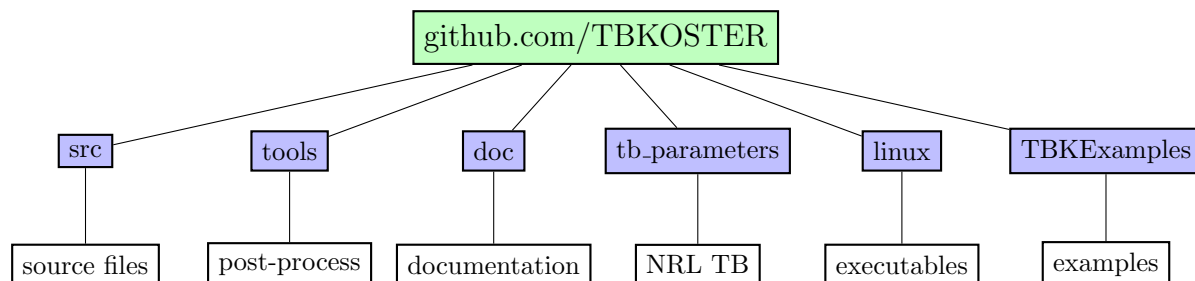 github.com/TBKOSTER
src
tools
doc
tb_parameters
linux
TBKExamples
source files
post-process
documentation
NRL TB
executables
examples